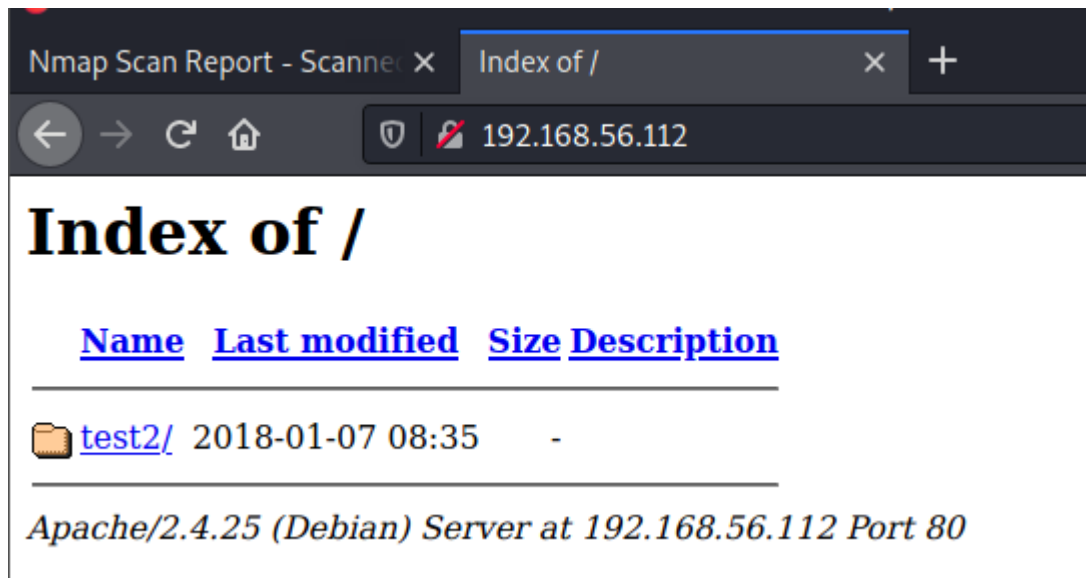 Nmap Scan Report - Scanne
Index of /
192.168.56.112
Index of /
Name Last modified Size Description
test2/ 2018-01-07 08:35 -
Apache/2.4.25 (Debian) Server at 192.168.56.112 Port 80